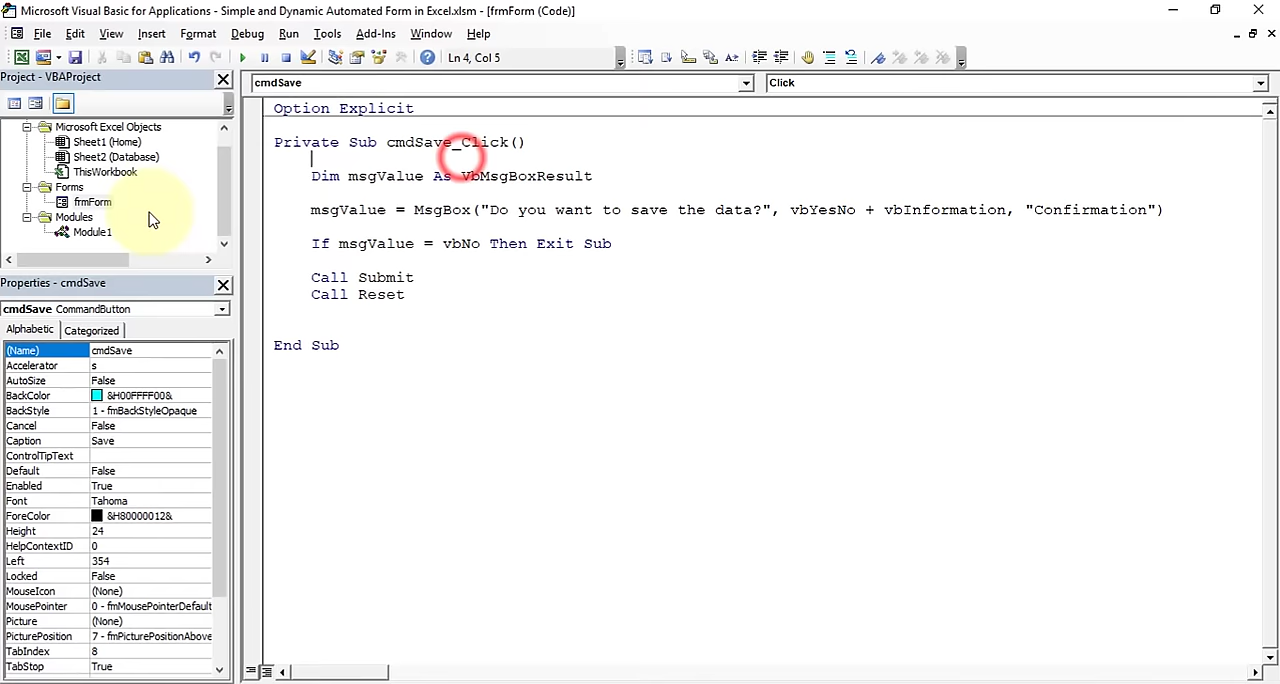 Microsoft Visual Basic for Applications - Simple and Dynamic Automated Form in Excel.xlsm - [frmForm (Code)]
File Edit View Insert Format Debug Run Tools Add-Ins Window Help
Ln 4, Col 5
Project - VBAProject
cmdSave Click
Microsoft Excel Objects
Sheet1 (Home)
Sheet2 (Database)
ThisWorkbook
Forms
frmForm
Modules
Module1
Option Explicit
Private Sub cmdSave_Click()
Dim msgValue As VbMsgBoxResult
msgValue = MsgBox("Do you want to save the data?", vbYesNo + vbInformation, "Confirmation")
If msgValue = vbNo Then Exit Sub
Call Submit
Call Reset
End Sub
Properties - cmdSave
cmdSave CommandButton
Alphabetic Categorized
(Name) cmdSave
Accelerator s
AutoSize False
BackColor &H00FFFF00&
BackStyle 1 - fmBackStyleOpaque
Cancel False
Caption Save
ControlTipText
Default False
Enabled True
Font Tahoma
ForeColor &H80000012&
Height 24
HelpContextID 0
Left 354
Locked False
MouseIcon (None)
MousePointer 0 - fmMousePointerDefault
Picture (None)
PicturePosition 7 - fmPicturePositionAbove
TabIndex 8
TabStop True